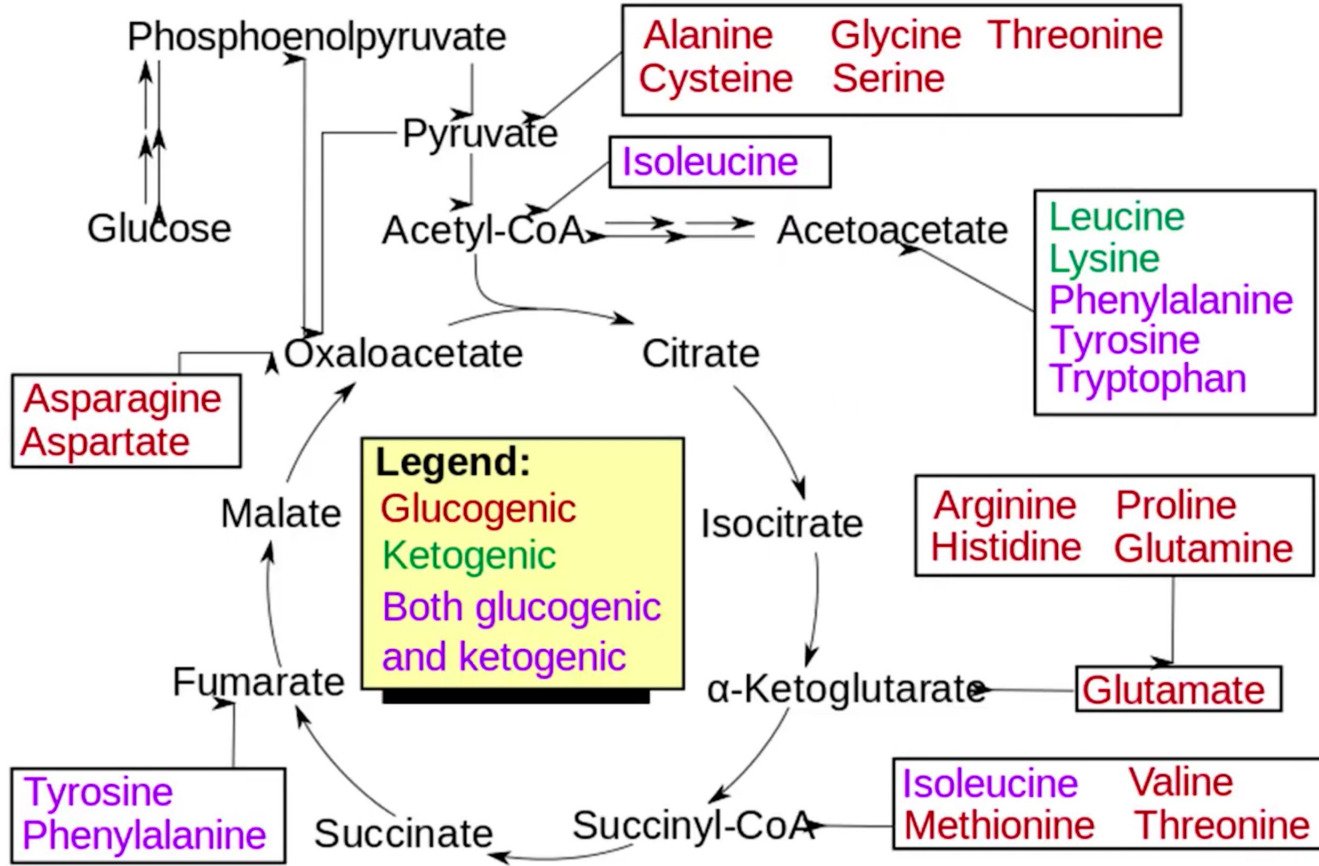 Phosphoenolpyruvate
Alanine Glycine Threonine
Cysteine Serine
Pyruvate
Isoleucine
Glucose
Acetyl-CoA
Acetoacetate
Leucine
Lysine
Phenylalanine
Tyrosine
Tryptophan
Oxaloacetate
Citrate
Asparagine
Aspartate
Legend:
Glucogenic
Ketogenic
Both glucogenic
and ketogenic
Malate
Isocitrate
Arginine Proline
Histidine Glutamine
Fumarate
α-Ketoglutarate
Glutamate
Tyrosine
Phenylalanine
Succinate
Succinyl-CoA
Isoleucine Valine
Methionine Threonine